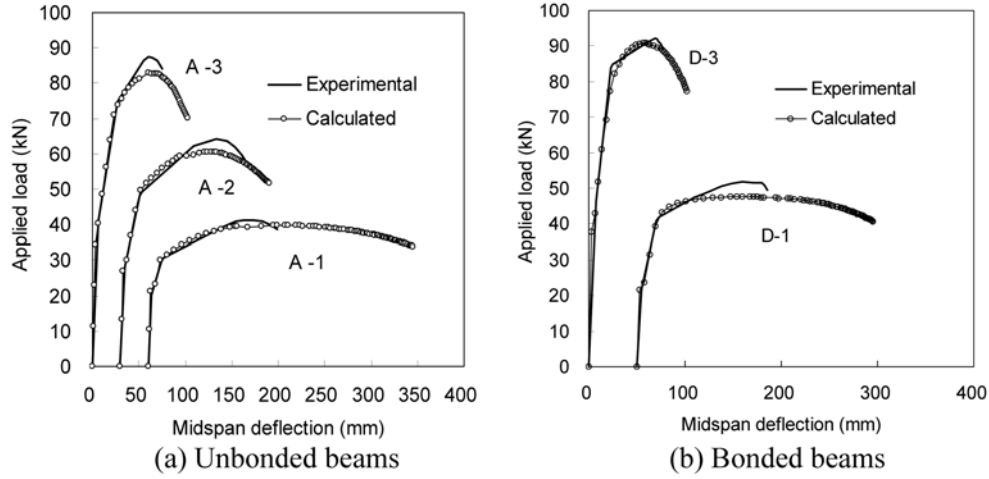 100
90
80
70
60
50
40
30
20
10
0
Applied load (kN)
A -3
A -2
A -1
Experimental
Calculated
0 50 100 150 200 250 300 350 400
Midspan deflection (mm)
(a) Unbonded beams
100
90
80
70
60
50
40
30
20
10
0
Applied load (kN)
D-3
Experimental
Calculated
D-1
0 100 200 300 400
Midspan deflection (mm)
(b) Bonded beams